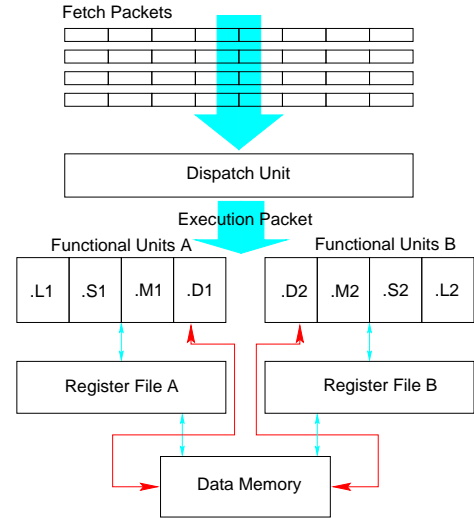 Fetch Packets
Dispatch Unit
Execution Packet
Functional Units A
Functional Units B
.L1 .S1 .M1 .D1
.D2 .M2 .S2 .L2
Register File A
Register File B
Data Memory